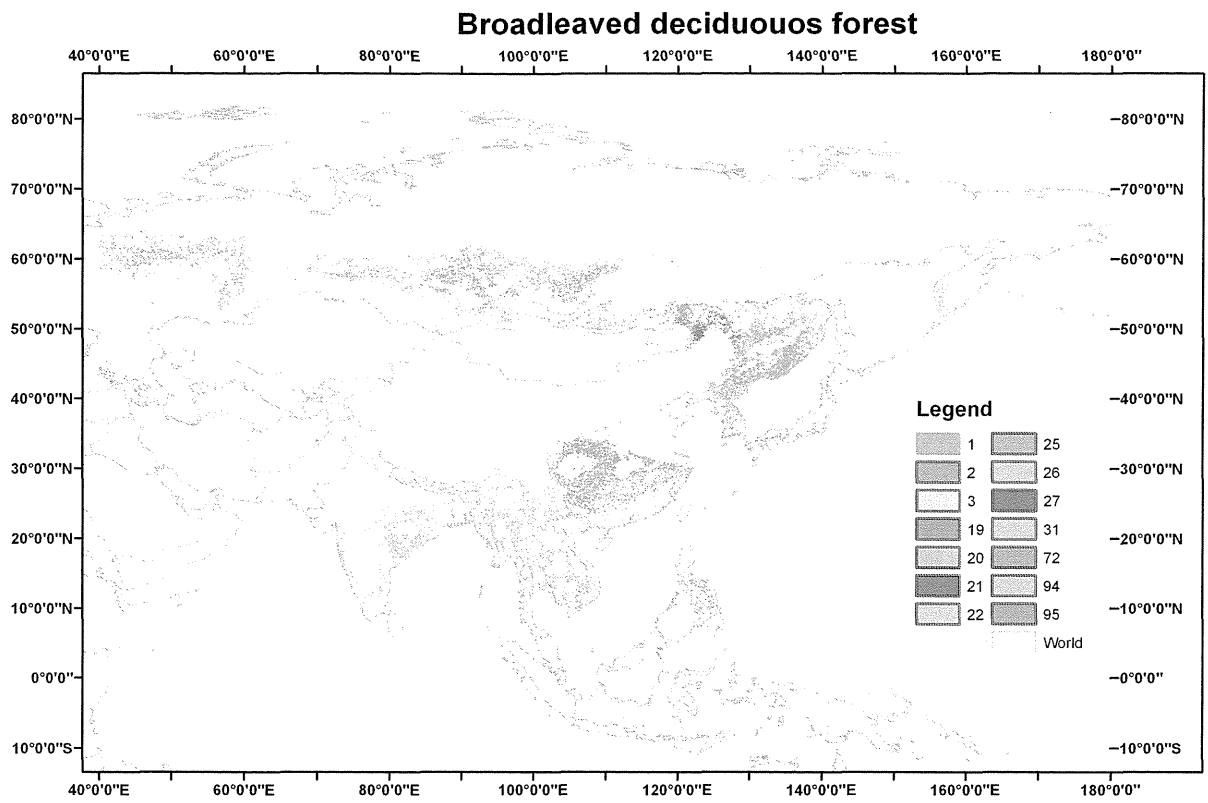 Broadleaved deciduouos forest
40°0'0"E 60°0'0"E 80°0'0"E 100°0'0"E 120°0'0"E 140°0'0"E 160°0'0"E 180°0'0"
80°0'0"N 80°0'0"N
70°0'0"N 70°0'0"N
60°0'0"N 60°0'0"N
50°0'0"N 50°0'0"N
40°0'0"N 40°0'0"N
Legend
1 25
30°0'0"N 2 26 30°0'0"N
3 27
20°0'0"N 19 31 20°0'0"N
20 72
10°0'0"N 21 94 10°0'0"N
22 95
World
0°0'0" 0°0'0"
10°0'0"S 10°0'0"S
40°0'0"E 60°0'0"E 80°0'0"E 100°0'0"E 120°0'0"E 140°0'0"E 160°0'0"E 180°0'0"